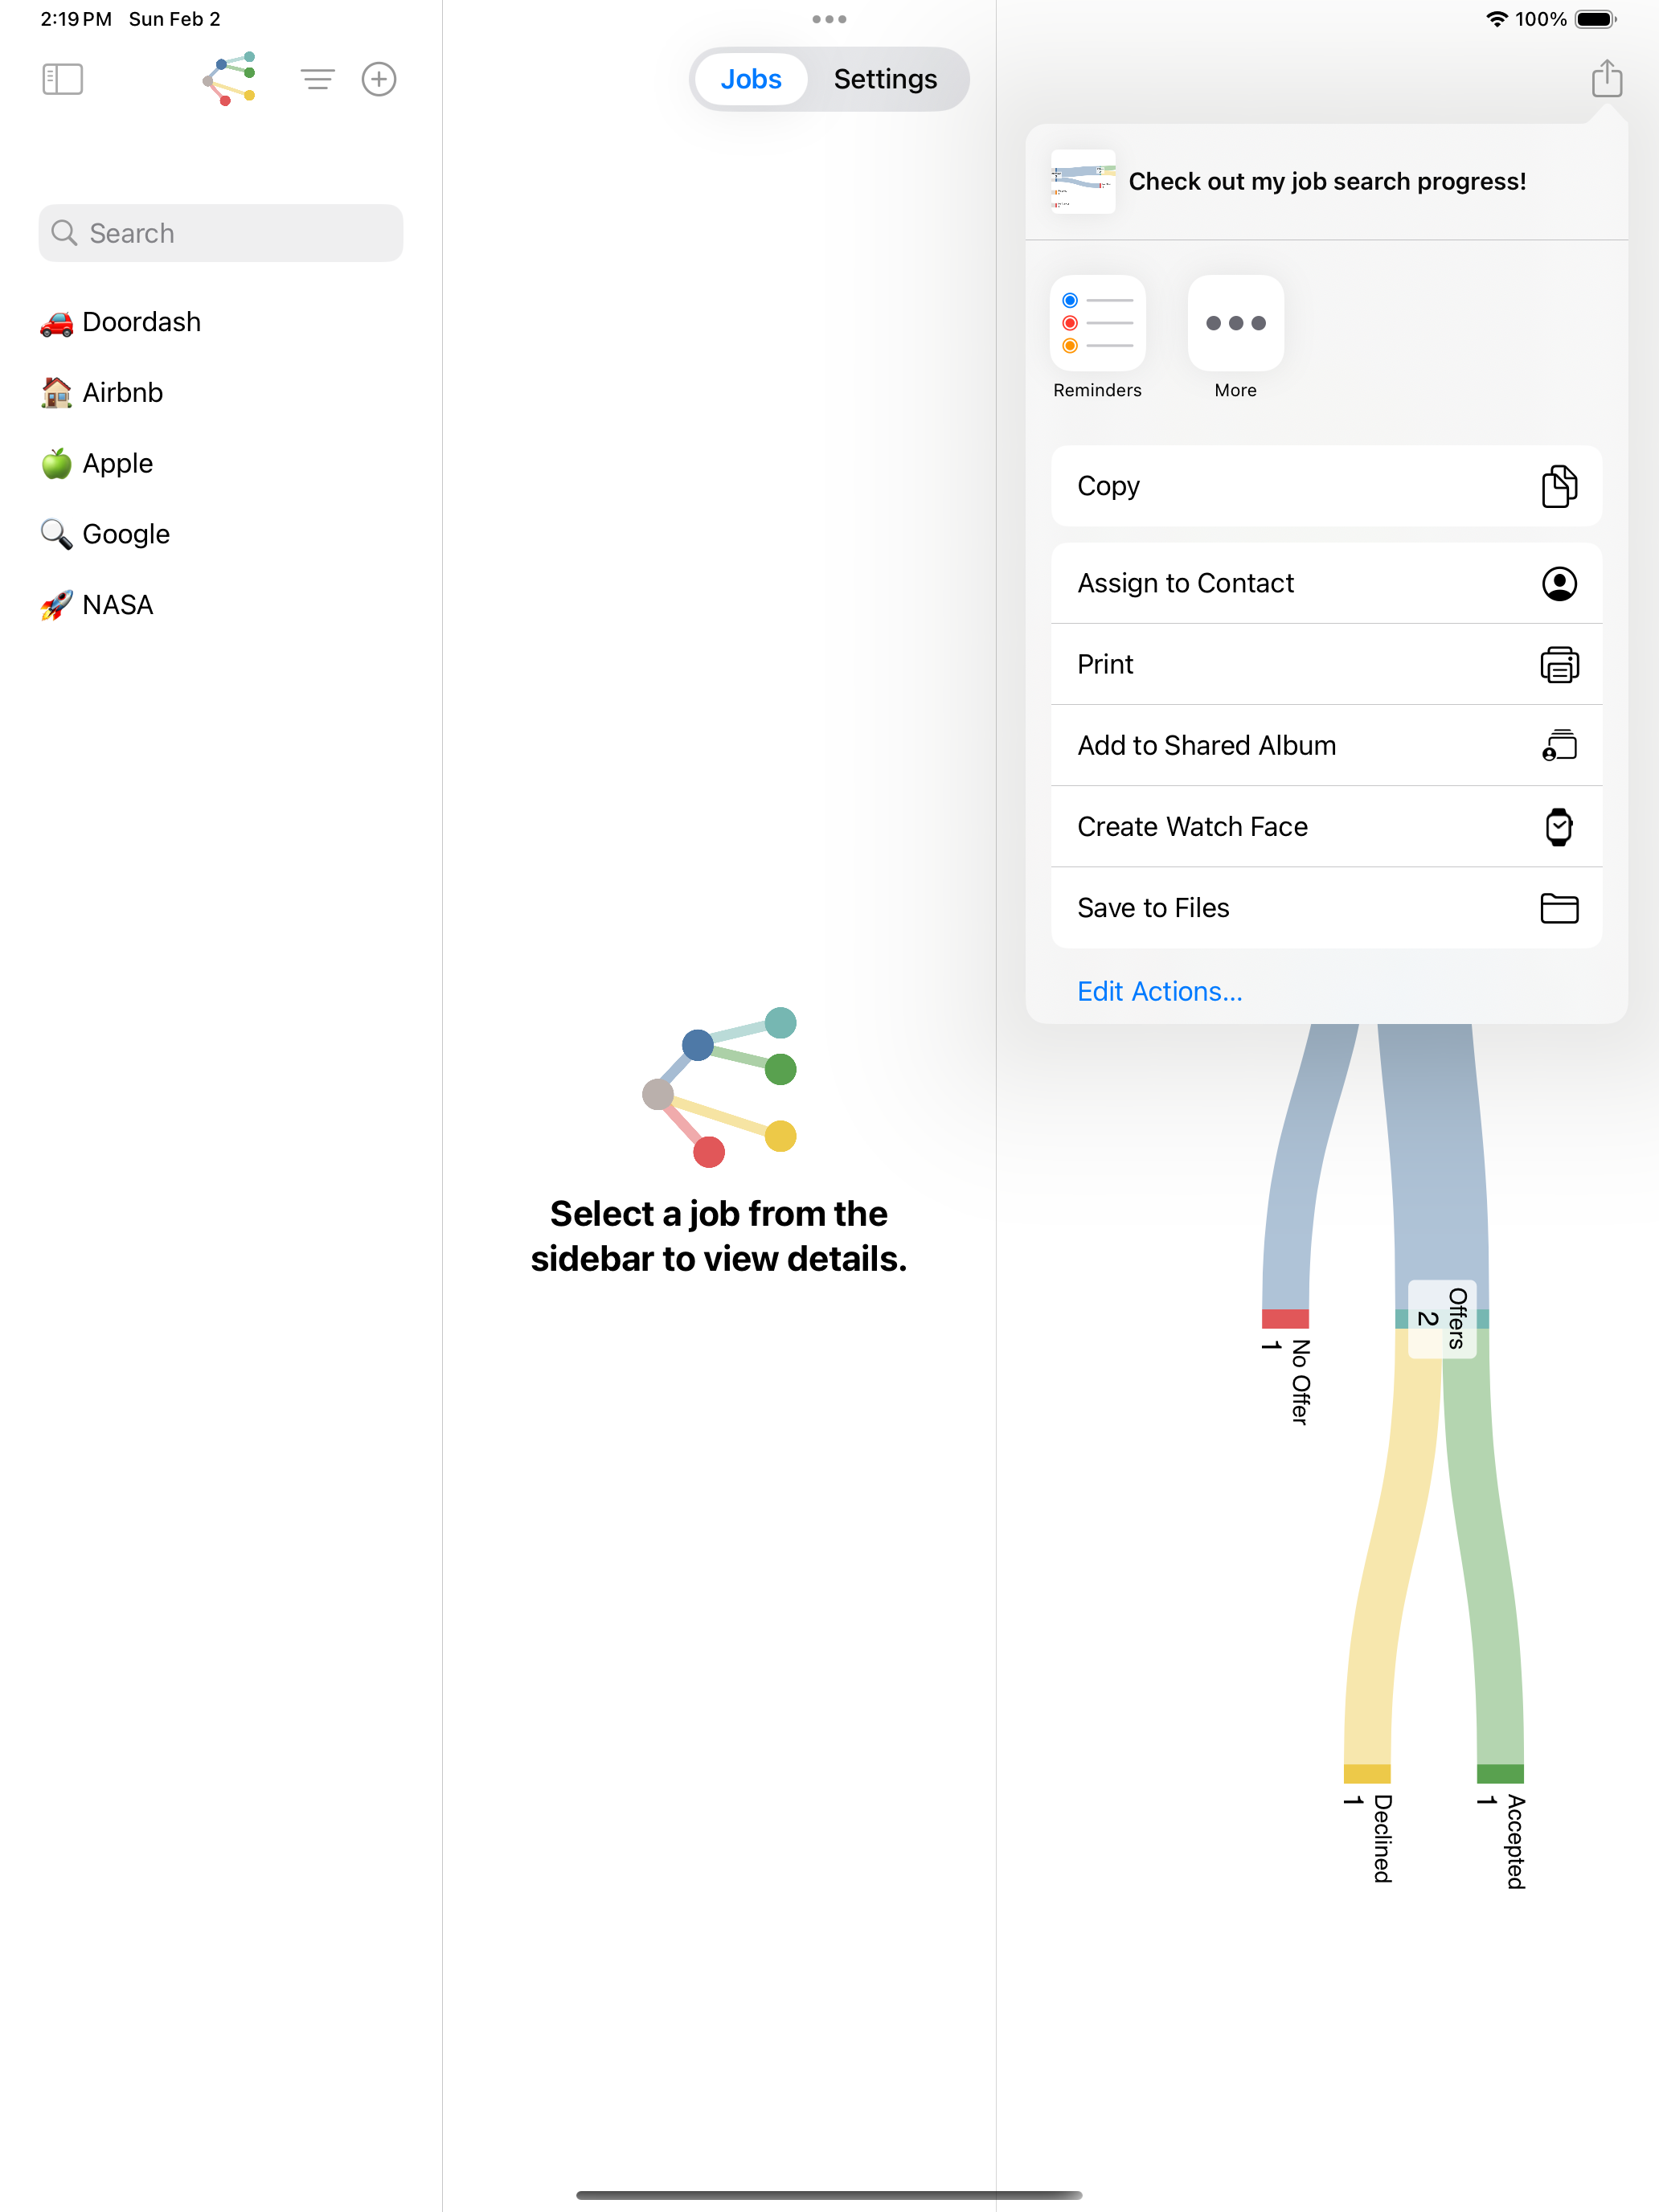 2:19 PM Sun Feb 2
100%
Jobs
Settings
Search
Doordash
Airbnb
Apple
Google
NASA
Select a job from the
sidebar to view details.
Check out my job search progress!
Reminders
More
Copy
Assign to Contact
Print
Add to Shared Album
Create Watch Face
Save to Files
Edit Actions...
Offers
2
No Offer
1
Declined
1
Accepted
1